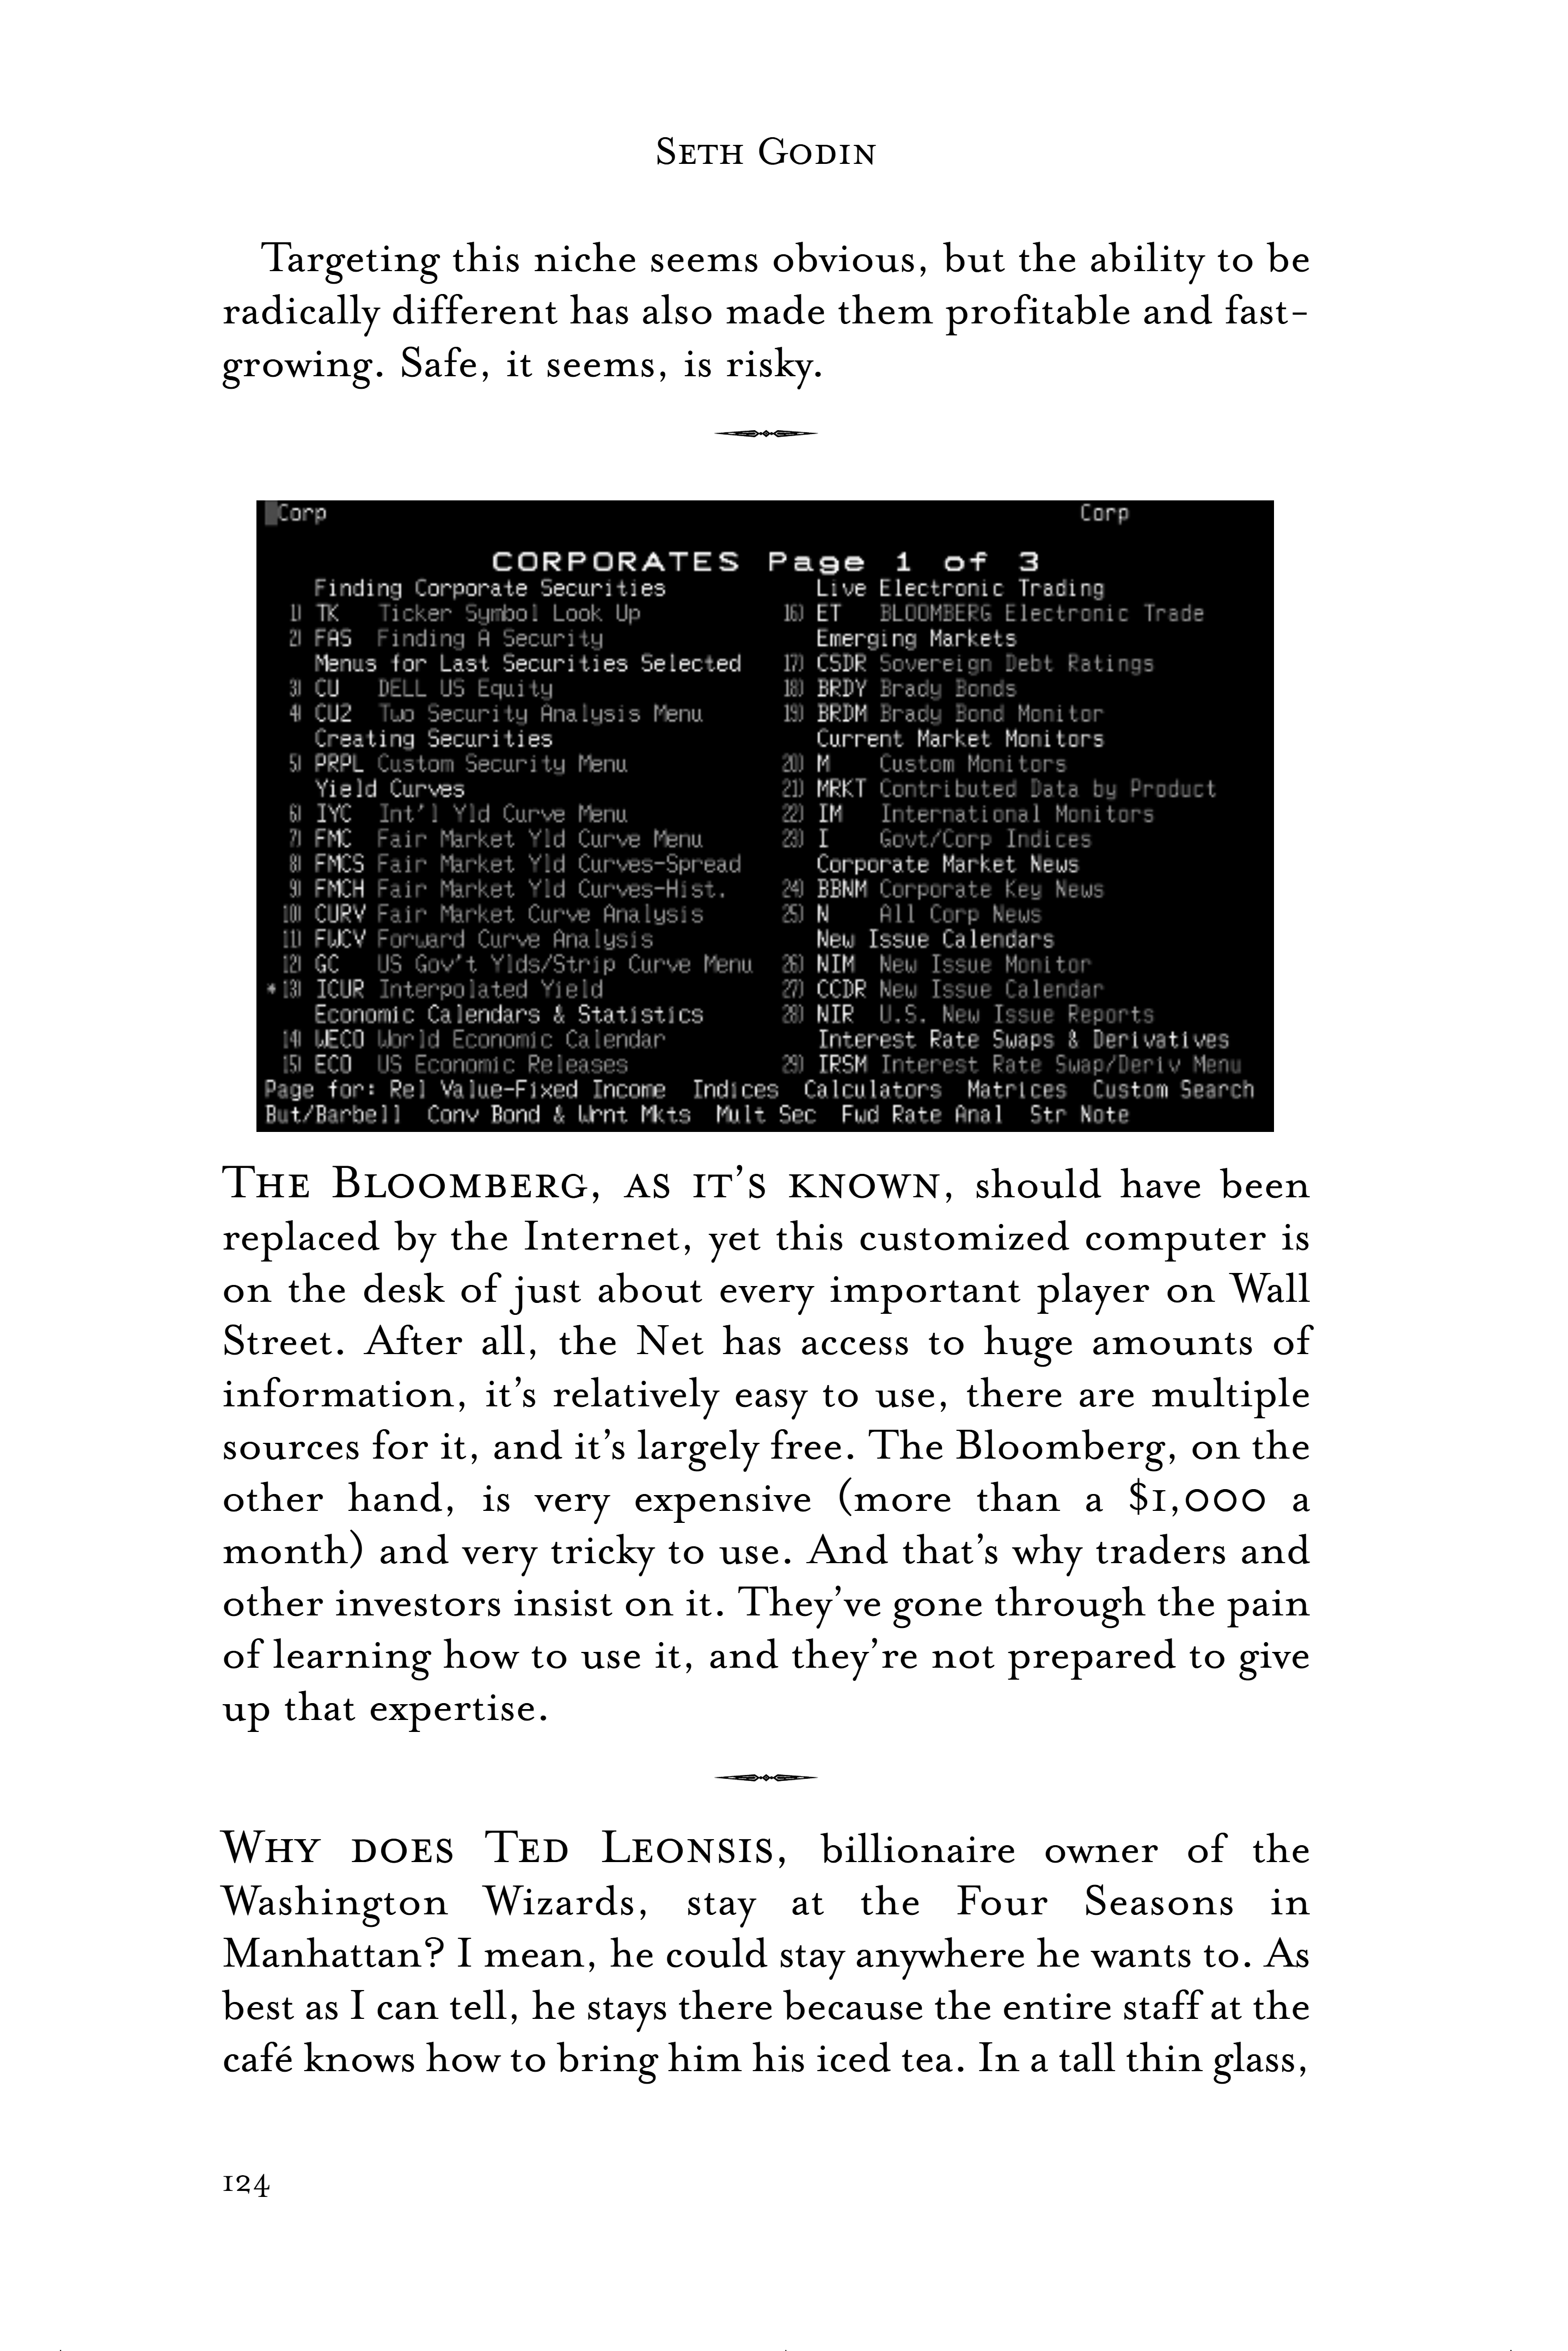 SETH GODIN
Targeting this niche seems obvious, but the ability to be
radically different has also made them profitable and fast-
growing. Safe, it seems, is risky.
Corp Corp
CORPORATES Page 1 of 3
Finding Corporate Securities
1) TK Ticker Symbol Look Up
2) FAS Finding A Security
Menus for Last Securities Selected
3) CU DELL US Equity
4) CU2 Two Security Analysis Menu
Creating Securities
5) PRPL Custom Security Menu
Yield Curves
6) IYC Int'l Yld Curve Menu
7) FMC Fair Market Yld Curve Menu
8) FMCS Fair Market Yld Curves-Spread
9) FMCH Fair Market Yld Curves-Hist.
10) CURV Fair Market Curve Analysis
11) FWCV Forward Curve Analysis
12) GC US Gov't Ylds/Strip Curve Menu
*13) ICUR Interpolated Yield
Economic Calendars & Statistics
14) WECO World Economic Calendar
15) ECO US Economic Releases
Live Electronic Trading
16) ET BLOOMBERG Electronic Trade
Emerging Markets
17) CSDR Sovereign Debt Ratings
18) BRDY Brady Bonds
19) BRDM Brady Bond Monitor
Current Market Monitors
20) M Custom Monitors
21) MRKT Contributed Data by Product
22) IM International Monitors
23) I Govt/Corp Indices
Corporate Market News
24) BBNM Corporate Key News
25) N All Corp News
New Issue Calendars
26) NIM New Issue Monitor
27) CCDR New Issue Calendar
28) NIR U.S. New Issue Reports
Interest Rate Swaps & Derivatives
29) IRSM Interest Rate Swap/Deriv Menu
Page for: Rel Value-Fixed Income Indices Calculators Matrices Custom Search
But/Barbell Conv Bond & Wrnt Mkts Mult Sec Fwd Rate Anal Str Note
THE BLOOMBERG, AS IT'S KNOWN, should have been
replaced by the Internet, yet this customized computer is
on the desk of just about every important player on Wall
Street. After all, the Net has access to huge amounts of
information, it's relatively easy to use, there are multiple
sources for it, and it's largely free. The Bloomberg, on the
other hand, is very expensive (more than a $1,000 a
month) and very tricky to use. And that's why traders and
other investors insist on it. They've gone through the pain
of learning how to use it, and they're not prepared to give
up that expertise.
WHY DOES TED LEONSIS, billionaire owner of the
Washington Wizards, stay at the Four Seasons in
Manhattan? I mean, he could stay anywhere he wants to. As
best as I can tell, he stays there because the entire staff at the
café knows how to bring him his iced tea. In a tall thin glass,
124